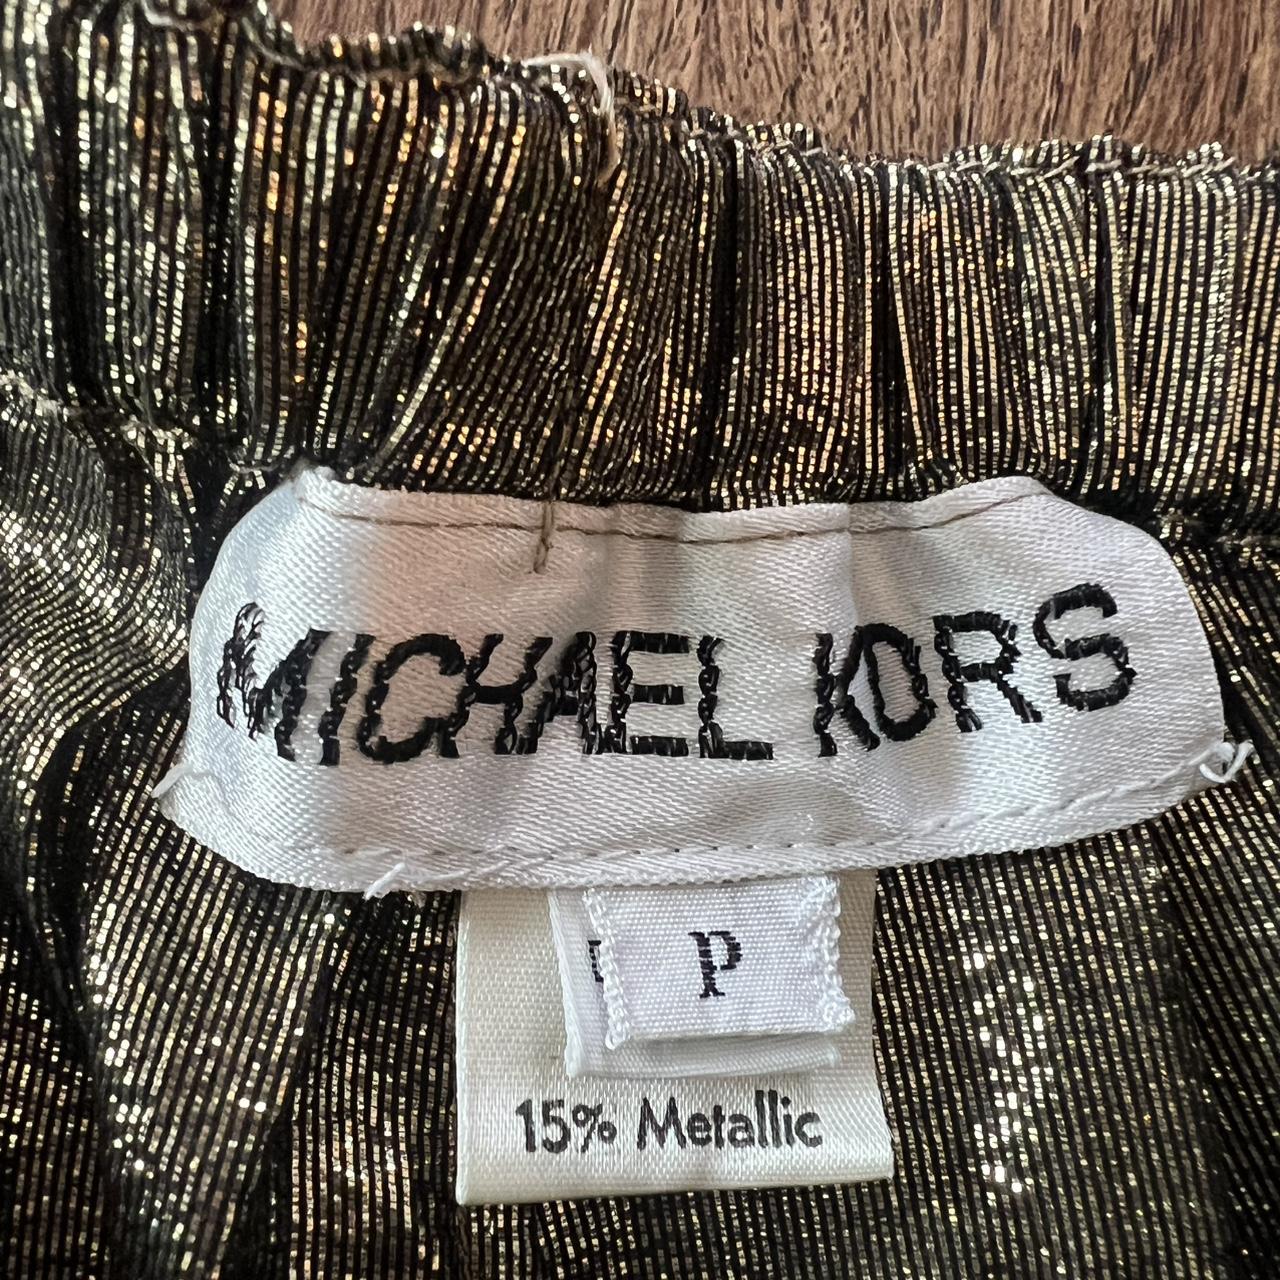 MICHAEL KORS
P
15% Metallic